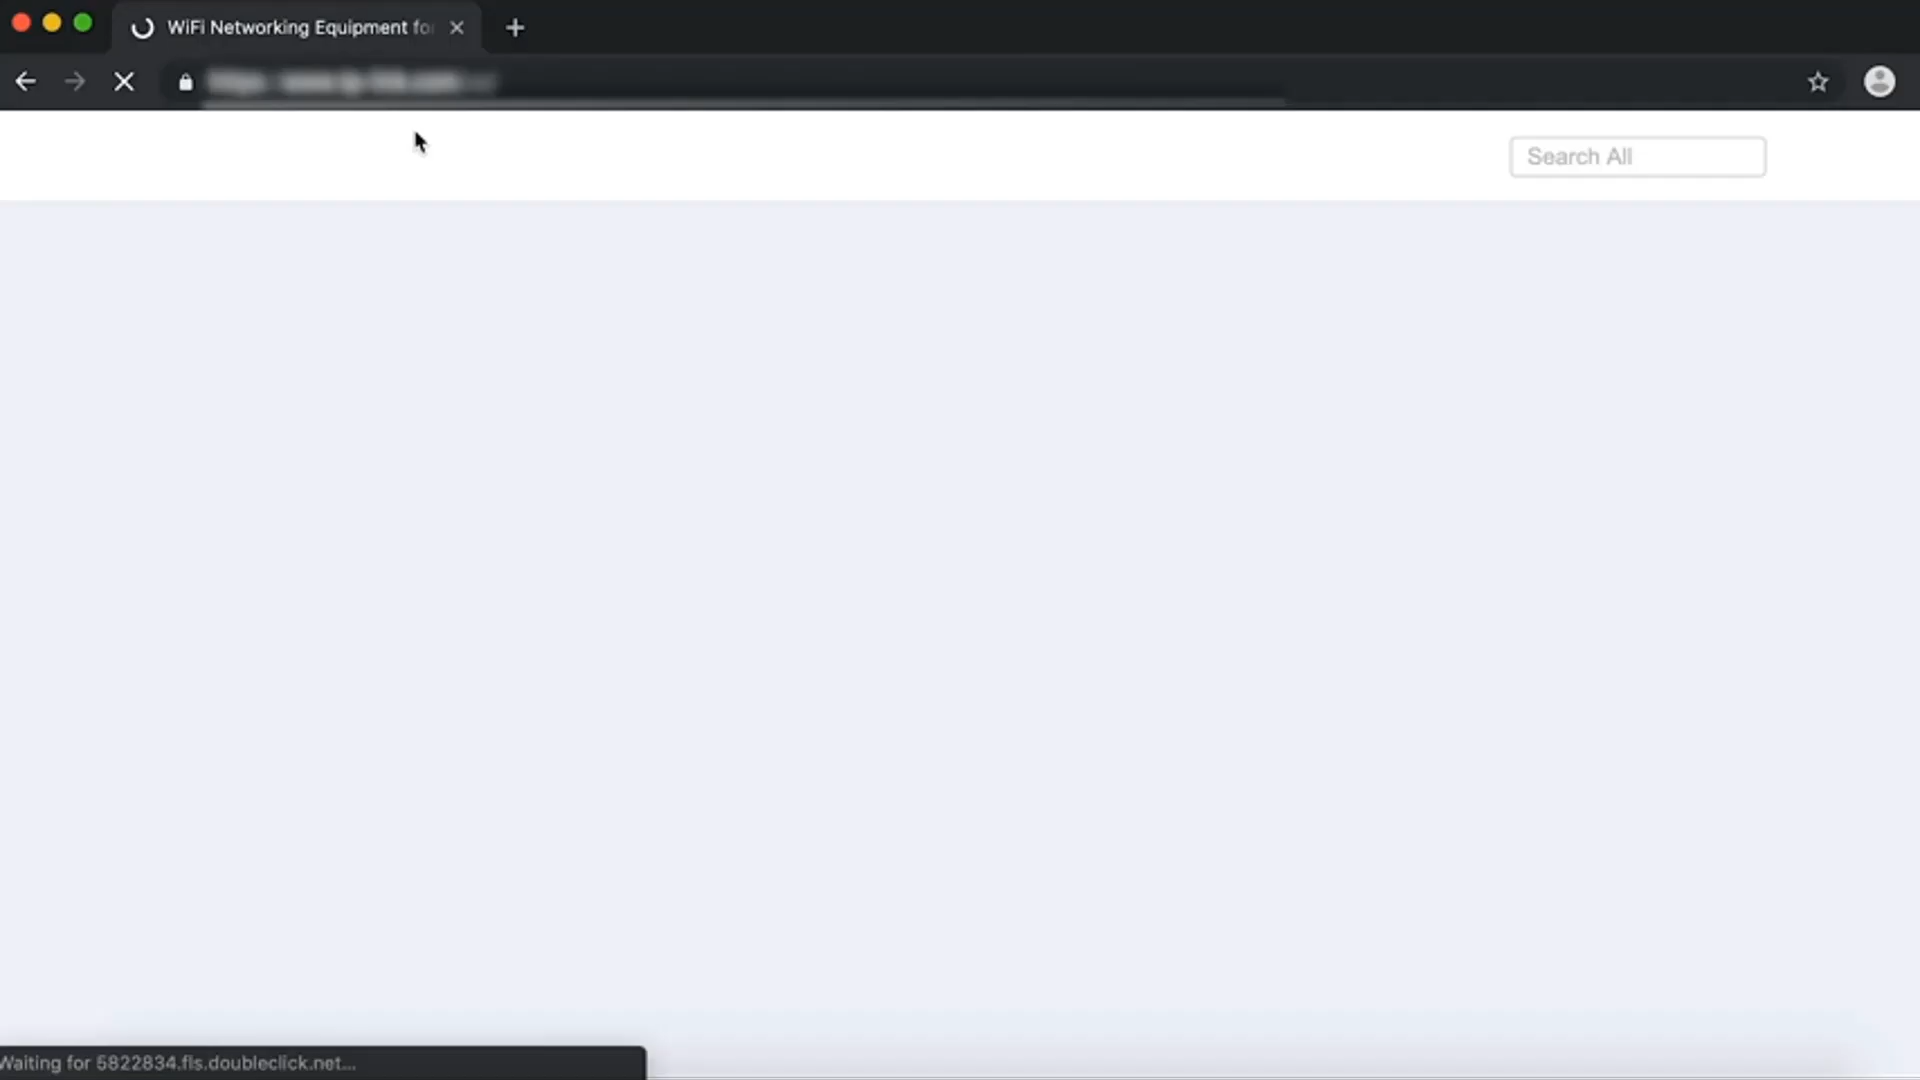 WiFi Networking Equipment fo
Search All
Waiting for 5822834.fls.doubleclick.net...